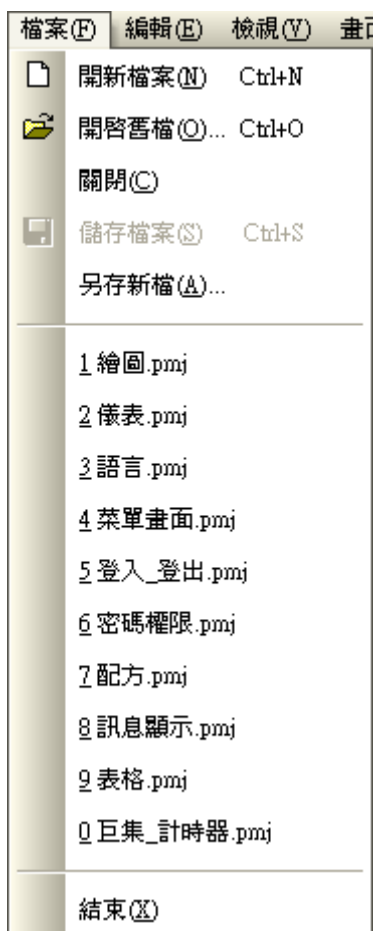 檔案(F) 編輯(E) 檢視(V)
開新檔案(N) Ctrl+N
開啓舊檔(O)... Ctrl+O
關閉(C)
儲存檔案(S) Ctrl+S
另存新檔(A)...
1 繪圖.pmj
2 儀表.pmj
3 語言.pmj
4 菜單畫面.pmj
5 登入_登出.pmj
6 密碼權限.pmj
7 配方.pmj
8 訊息顯示.pmj
9 表格.pmj
0 巨集_計時器.pmj
結束(X)